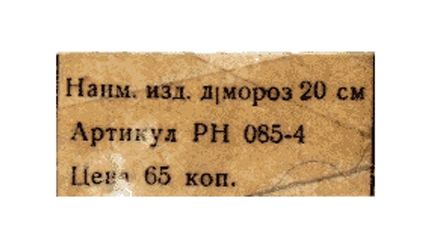 Наим. изд. д|мороз 20 см
Артикул РН 085-4
Цена 65 коп.